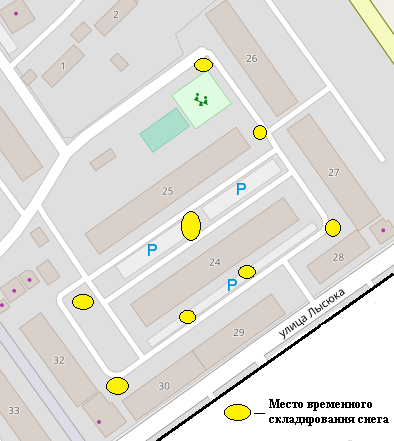 2
1
26
27
25
P
P
24
28
P
улица Лысюка
29
32
30
33
Место временного
складирования снега